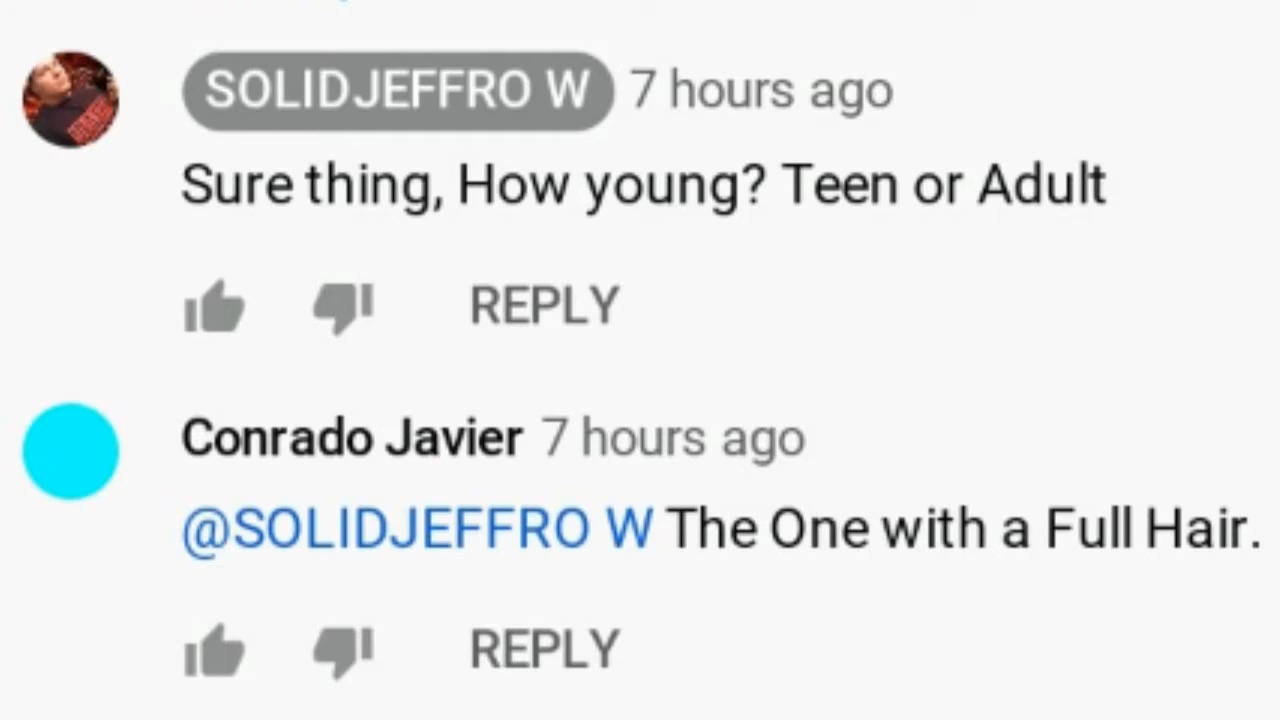 SOLIDJEFFRO W 7 hours ago
Sure thing, How young? Teen or Adult
REPLY
Conrado Javier 7 hours ago
@SOLIDJEFFRO W The One with a Full Hair.
REPLY